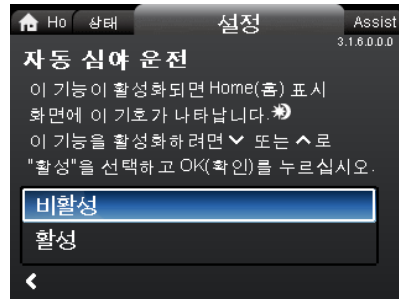 Ho 상태 설정 Assist
3.1.6.0.0.0
자동 심야 운전
이 기능이 활성화되면 Home(홈) 표시
화면에 이 기호가 나타납니다.
이 기능을 활성화하려면 또는 로
"활성"을 선택하고 OK(확인)를 누르십시오.
비활성
활성